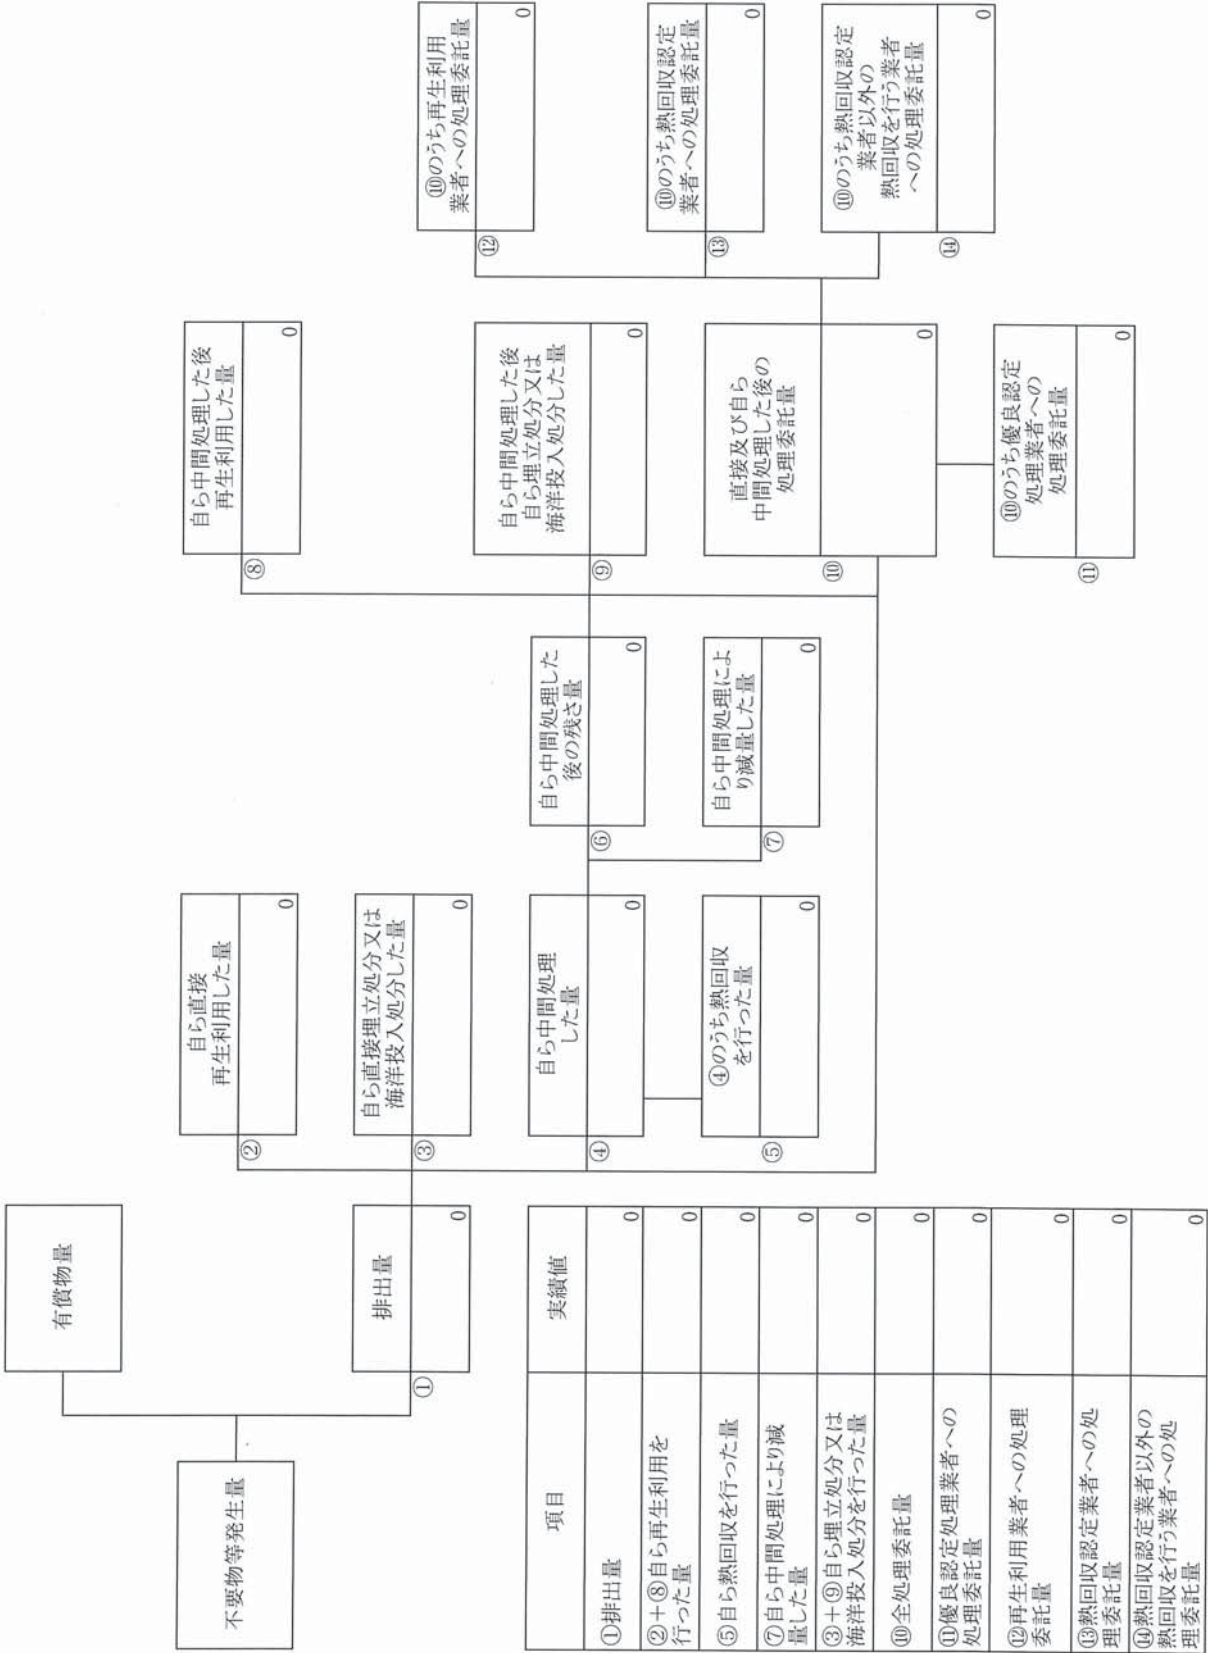 不要物等発生量
有償物量
排出量
①
0
自ら直接
再生利用した量
②
0
自ら直接埋立処分又は
海洋投入処分した量
③
0
自ら中間処理
した量
④
0
④のうち熱回収
を行った量
⑤
0
自ら中間処理した
後の残さ量
⑥
0
自ら中間処理によ
り減量した量
⑦
0
自ら中間処理した後
再生利用した量
⑧
0
自ら中間処理した後
自ら埋立処分又は
海洋投入処分した量
⑨
0
直接及び自ら
中間処理した後の
処理委託量
⑩
0
⑩のうち優良認定
処理業者への
処理委託量
⑪
0
⑩のうち再生利用
業者への処理委託量
⑫
0
⑩のうち熱回収認定
業者への処理委託量
⑬
0
⑩のうち熱回収認定
業者以外の
熱回収を行う業者
への処理委託量
⑭
0
項目 実績値
①排出量 0
②+⑧自ら再生利用を
行った量 0
⑤自ら熱回収を行った量 0
⑦自ら中間処理により減
量した量 0
③+⑨自ら埋立処分又は
海洋投入処分を行った量 0
⑩全処理委託量 0
⑪優良認定処理業者への
処理委託量 0
⑫再生利用業者への処理
委託量 0
⑬熱回収認定業者への処
理委託量 0
⑭熱回収認定業者以外の
熱回収を行う業者への処
理委託量 0